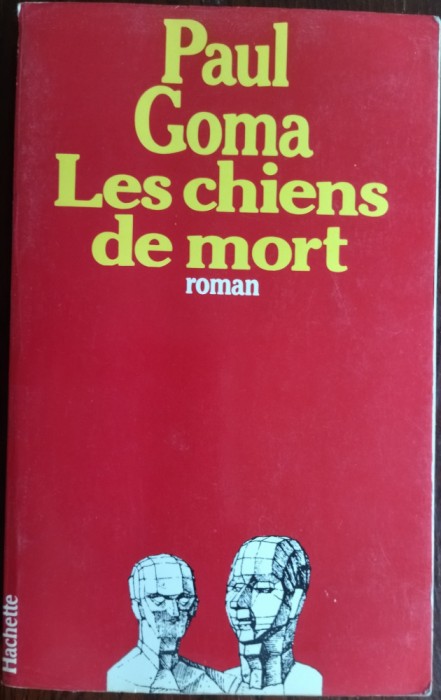 Paul
Goma
Les chiens
de mort
roman
Hachette